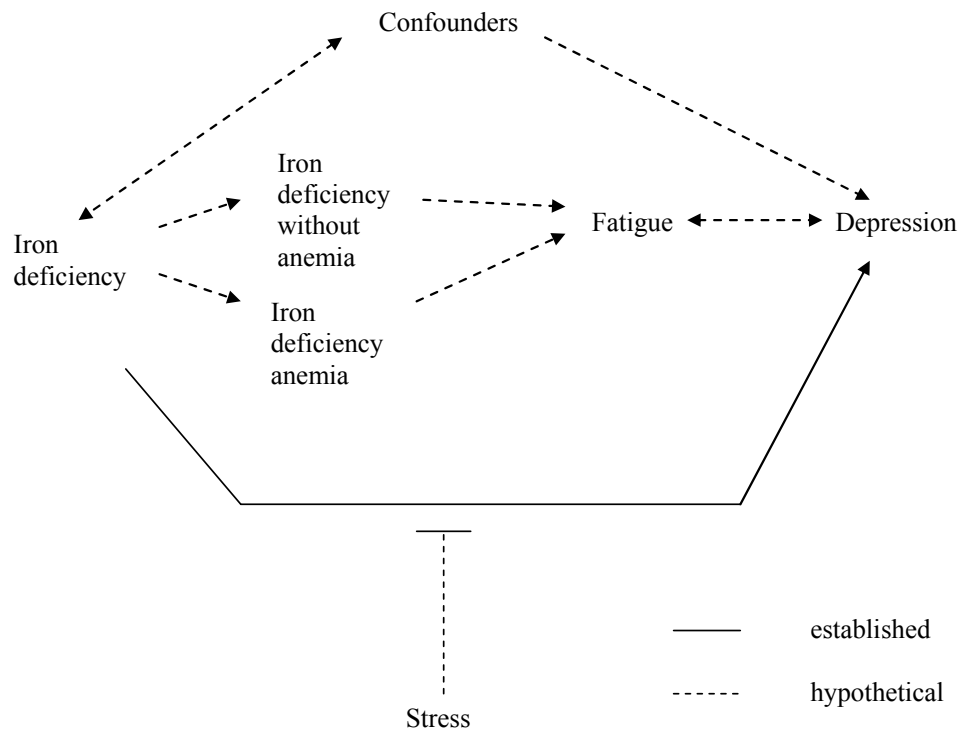 Confounders
Iron
deficiency
without
anemia
Fatigue
Depression
Iron
deficiency
Iron
deficiency
anemia
established
hypothetical
Stress